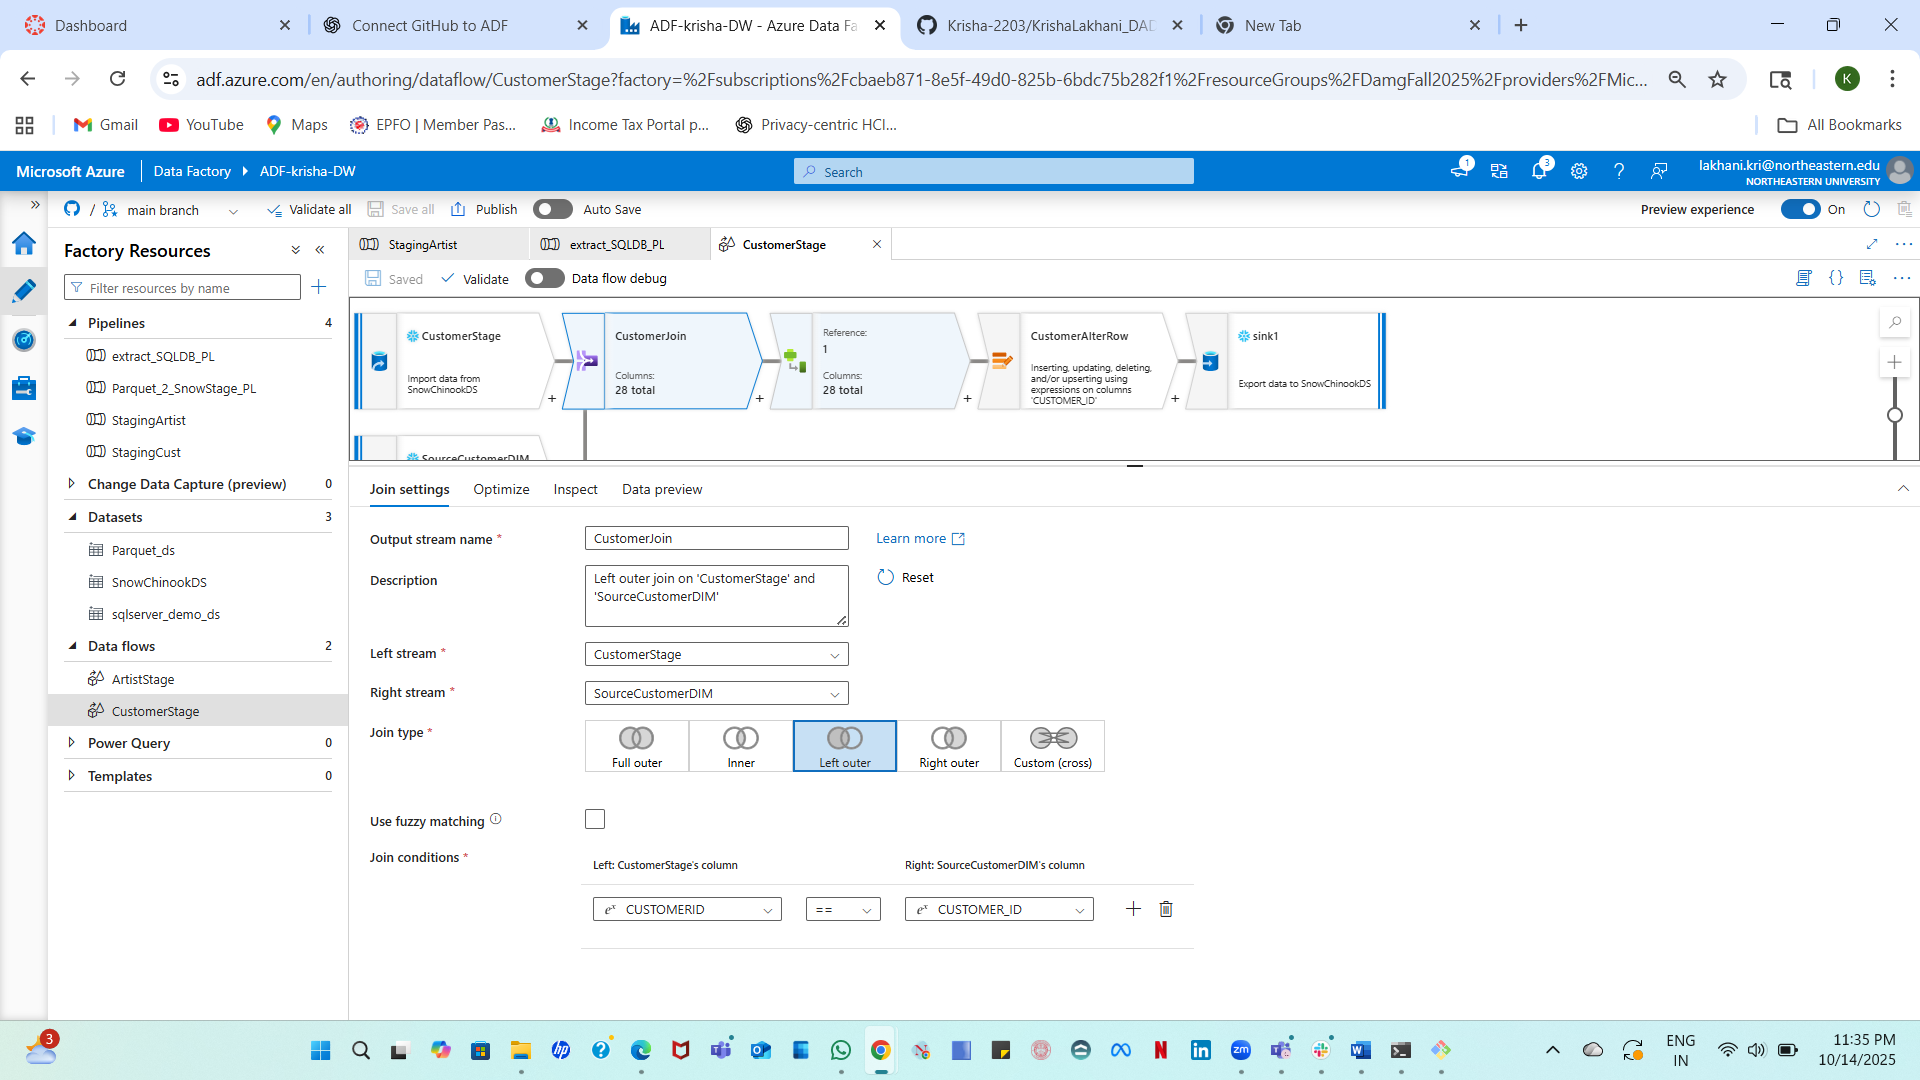 Dashboard
Connect GitHub to ADF
ADF-krisha-DW - Azure Data Fa
Krisha-2203/KrishaLakhani_DAD
New Tab
adf.azure.com/en/authoring/dataflow/CustomerStage?factory=%2Fsubscriptions%2Fcbaeb871-8e5f-49d0-825b-6bdc75b282f1%2FresourceGroups%2FDamgFall2025%2Fproviders%2FMic...
K
Gmail
YouTube
Maps
EPFO | Member Pas...
Income Tax Portal p...
Privacy-centric HCI...
All Bookmarks
Microsoft Azure
Data Factory
ADF-krisha-DW
Search
1
3
lakhani.kri@northeastern.edu
NORTHEASTERN UNIVERSITY
/
main branch
Validate all
Save all
Publish
Auto Save
Preview experience
On
Factory Resources
Filter resources by name
Pipelines 4
extract_SQLDB_PL
Parquet_2_SnowStage_PL
StagingArtist
StagingCust
Change Data Capture (preview) 0
Datasets 3
Parquet_ds
SnowChinookDS
sqlserver_demo_ds
Data flows 2
ArtistStage
CustomerStage
Power Query 0
Templates 0
StagingArtist
extract_SQLDB_PL
CustomerStage
Saved
Validate
Data flow debug
CustomerStage
Import data from
SnowChinookDS
CustomerJoin
Columns:
28 total
Reference:
1
Columns:
28 total
CustomerAlterRow
Inserting, updating, deleting,
and/or upserting using
expressions on columns
'CUSTOMER_ID'
sink1
Export data to SnowChinookDS
SourceCustomerDIM
Join settings
Optimize
Inspect
Data preview
Output stream name *
CustomerJoin
Learn more
Description
Left outer join on 'CustomerStage' and
'SourceCustomerDIM'
Reset
Left stream *
CustomerStage
Right stream *
SourceCustomerDIM
Join type *
Full outer
Inner
Left outer
Right outer
Custom (cross)
Use fuzzy matching
Join conditions *
Left: CustomerStage's column
Right: SourceCustomerDIM's column
CUSTOMERID
==
CUSTOMER_ID
3
ENG
IN
11:35 PM
10/14/2025